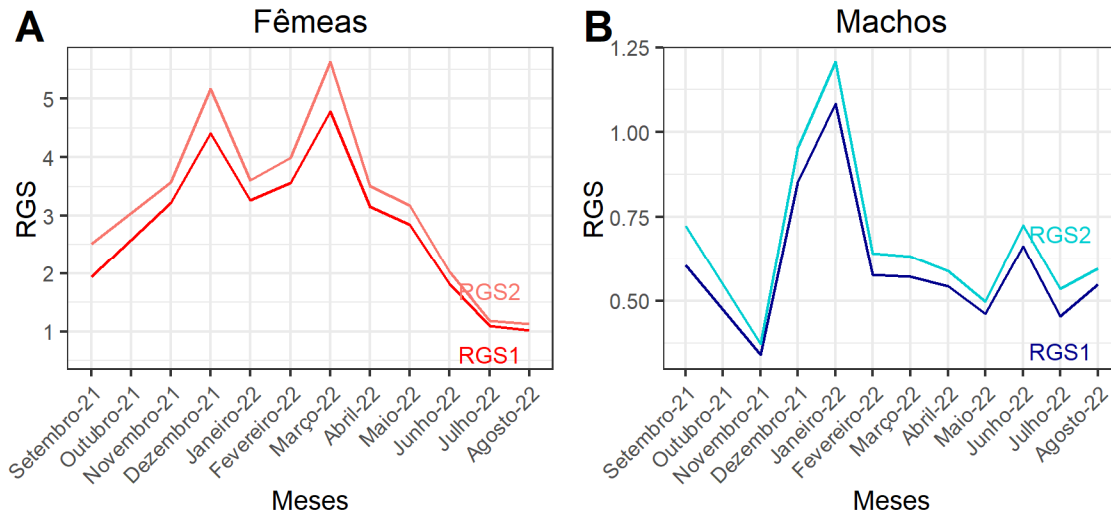 A
Fêmeas
RGS
5
4
3
2
1
RGS2
RGS1
Setembro-21
Outubro-21
Novembro-21
Dezembro-21
Janeiro-22
Fevereiro-22
Março-22
Abril-22
Maio-22
Junho-22
Julho-22
Agosto-22
Meses
B
Machos
RGS
1.25
1.00
0.75
0.50
RGS2
RGS1
Setembro-21
Outubro-21
Novembro-21
Dezembro-21
Janeiro-22
Fevereiro-22
Março-22
Abril-22
Maio-22
Junho-22
Julho-22
Agosto-22
Meses